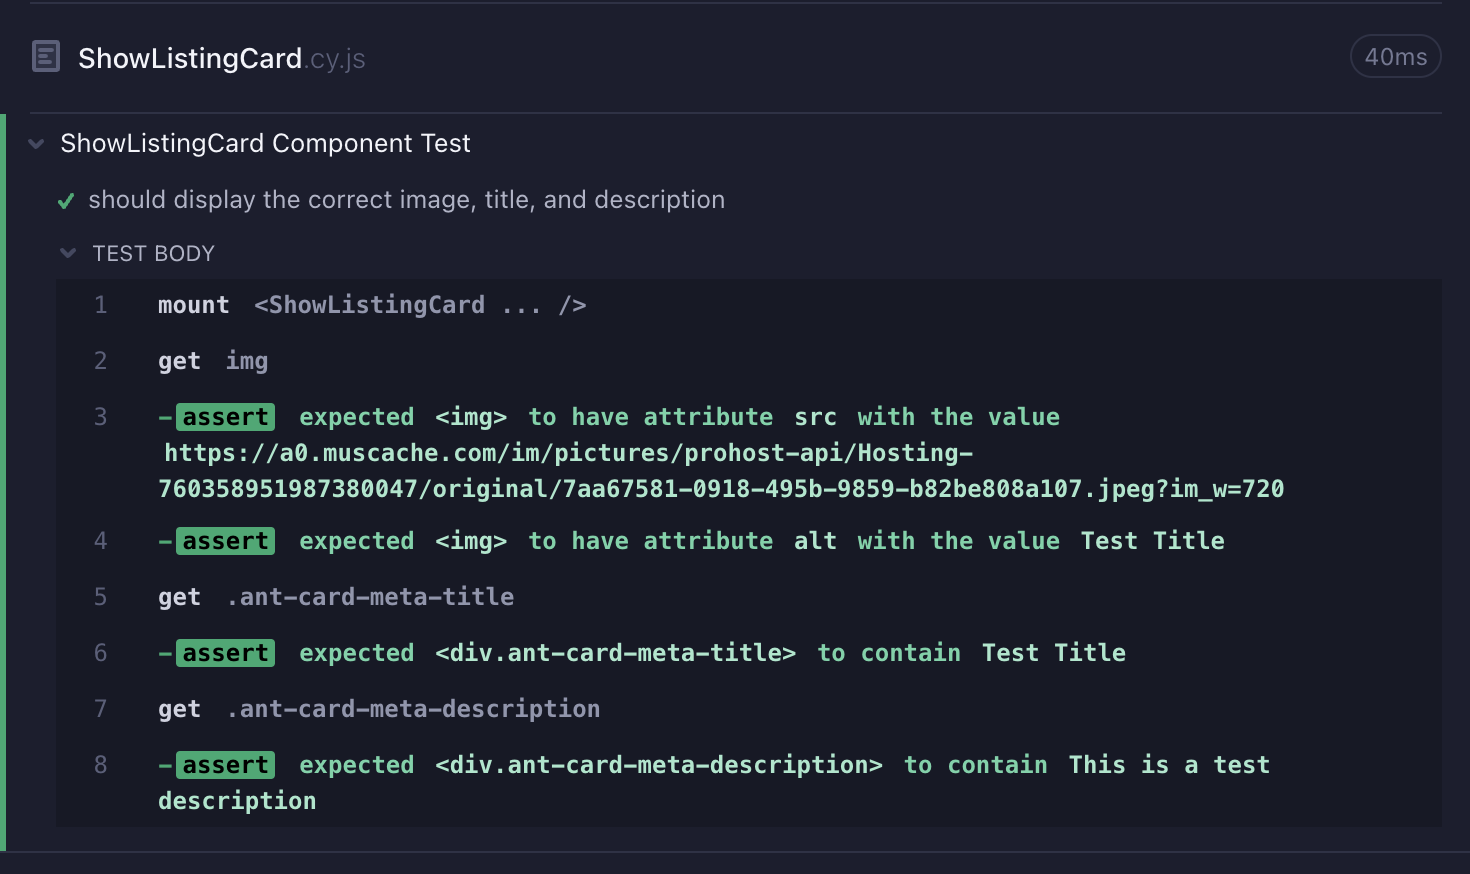 ShowListingCard.cy.js 40ms
ShowListingCard Component Test
should display the correct image, title, and description
TEST BODY
1 mount <ShowListingCard ... />
2 get img
3 -assert expected <img> to have attribute src with the value
https://a0.muscache.com/im/pictures/prohost-api/Hosting-
760358951987380047/original/7aa67581-0918-495b-9859-b82be808a107.jpeg?im_w=720
4 -assert expected <img> to have attribute alt with the value Test Title
5 get .ant-card-meta-title
6 -assert expected <div.ant-card-meta-title> to contain Test Title
7 get .ant-card-meta-description
8 -assert expected <div.ant-card-meta-description> to contain This is a test
description